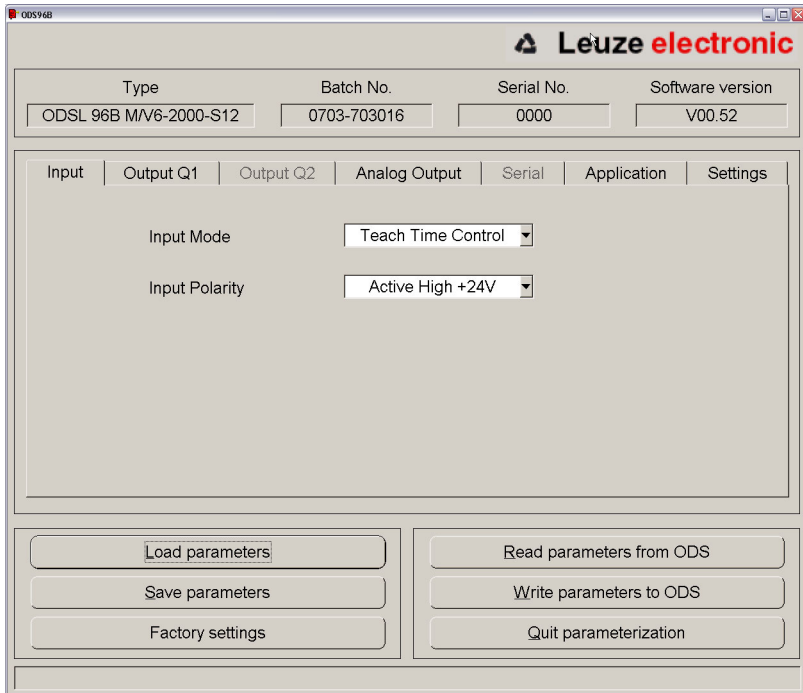 ODS96B
Leuze electronic
Type Batch No. Serial No. Software version
ODSL 96B M/V6-2000-S12 0703-703016 0000 V00.52
Input Output Q1 Output Q2 Analog Output Serial Application Settings
Input Mode Teach Time Control
Input Polarity Active High +24V
Load parameters Read parameters from ODS
Save parameters Write parameters to ODS
Factory settings Quit parameterization